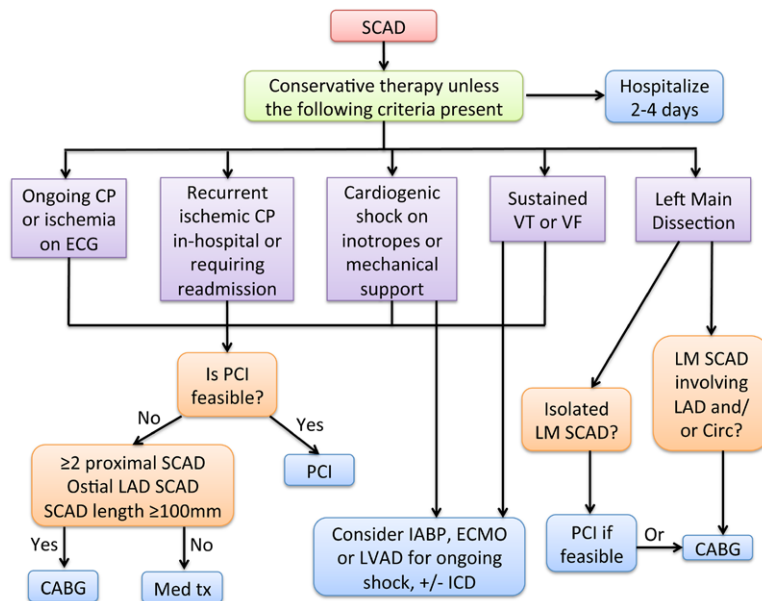 SCAD
Conservative therapy unless
the following criteria present
Hospitalize
2-4 days
Ongoing CP
or ischemia
on ECG
Recurrent
ischemic CP
in-hospital or
requiring
readmission
Cardiogenic
shock on
inotropes or
mechanical
support
Sustained
VT or VF
Left Main
Dissection
Is PCI
feasible?
No
Yes
PCI
≥2 proximal SCAD
Ostial LAD SCAD
SCAD length ≥100mm
Yes
No
CABG
Med tx
Consider IABP, ECMO
or LVAD for ongoing
shock, +/- ICD
Isolated
LM SCAD?
LM SCAD
involving
LAD and/
or Circ?
PCI if
feasible
Or
CABG